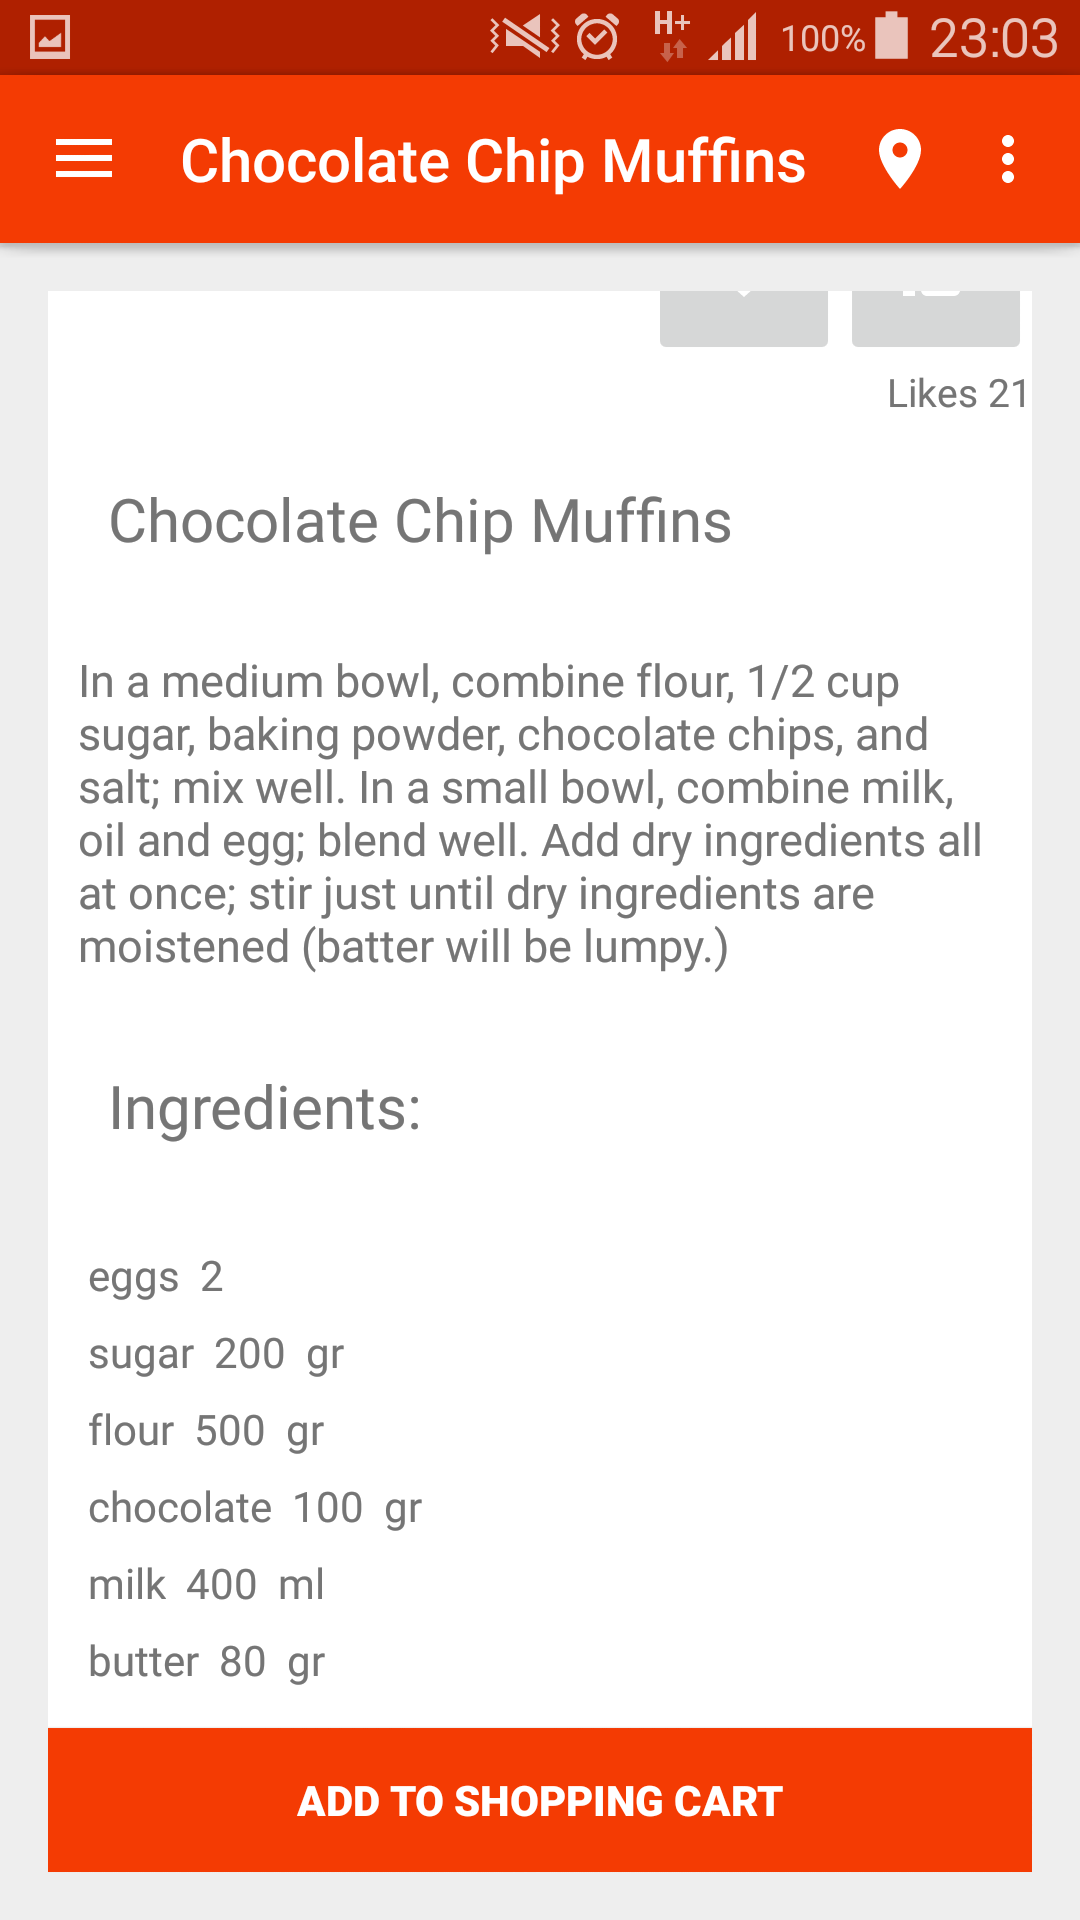 H+ 100% 23:03
Chocolate Chip Muffins
Likes 21
Chocolate Chip Muffins
In a medium bowl, combine flour, 1/2 cup
sugar, baking powder, chocolate chips, and
salt; mix well. In a small bowl, combine milk,
oil and egg; blend well. Add dry ingredients all
at once; stir just until dry ingredients are
moistened (batter will be lumpy.)
Ingredients:
eggs 2
sugar 200 gr
flour 500 gr
chocolate 100 gr
milk 400 ml
butter 80 gr
ADD TO SHOPPING CART